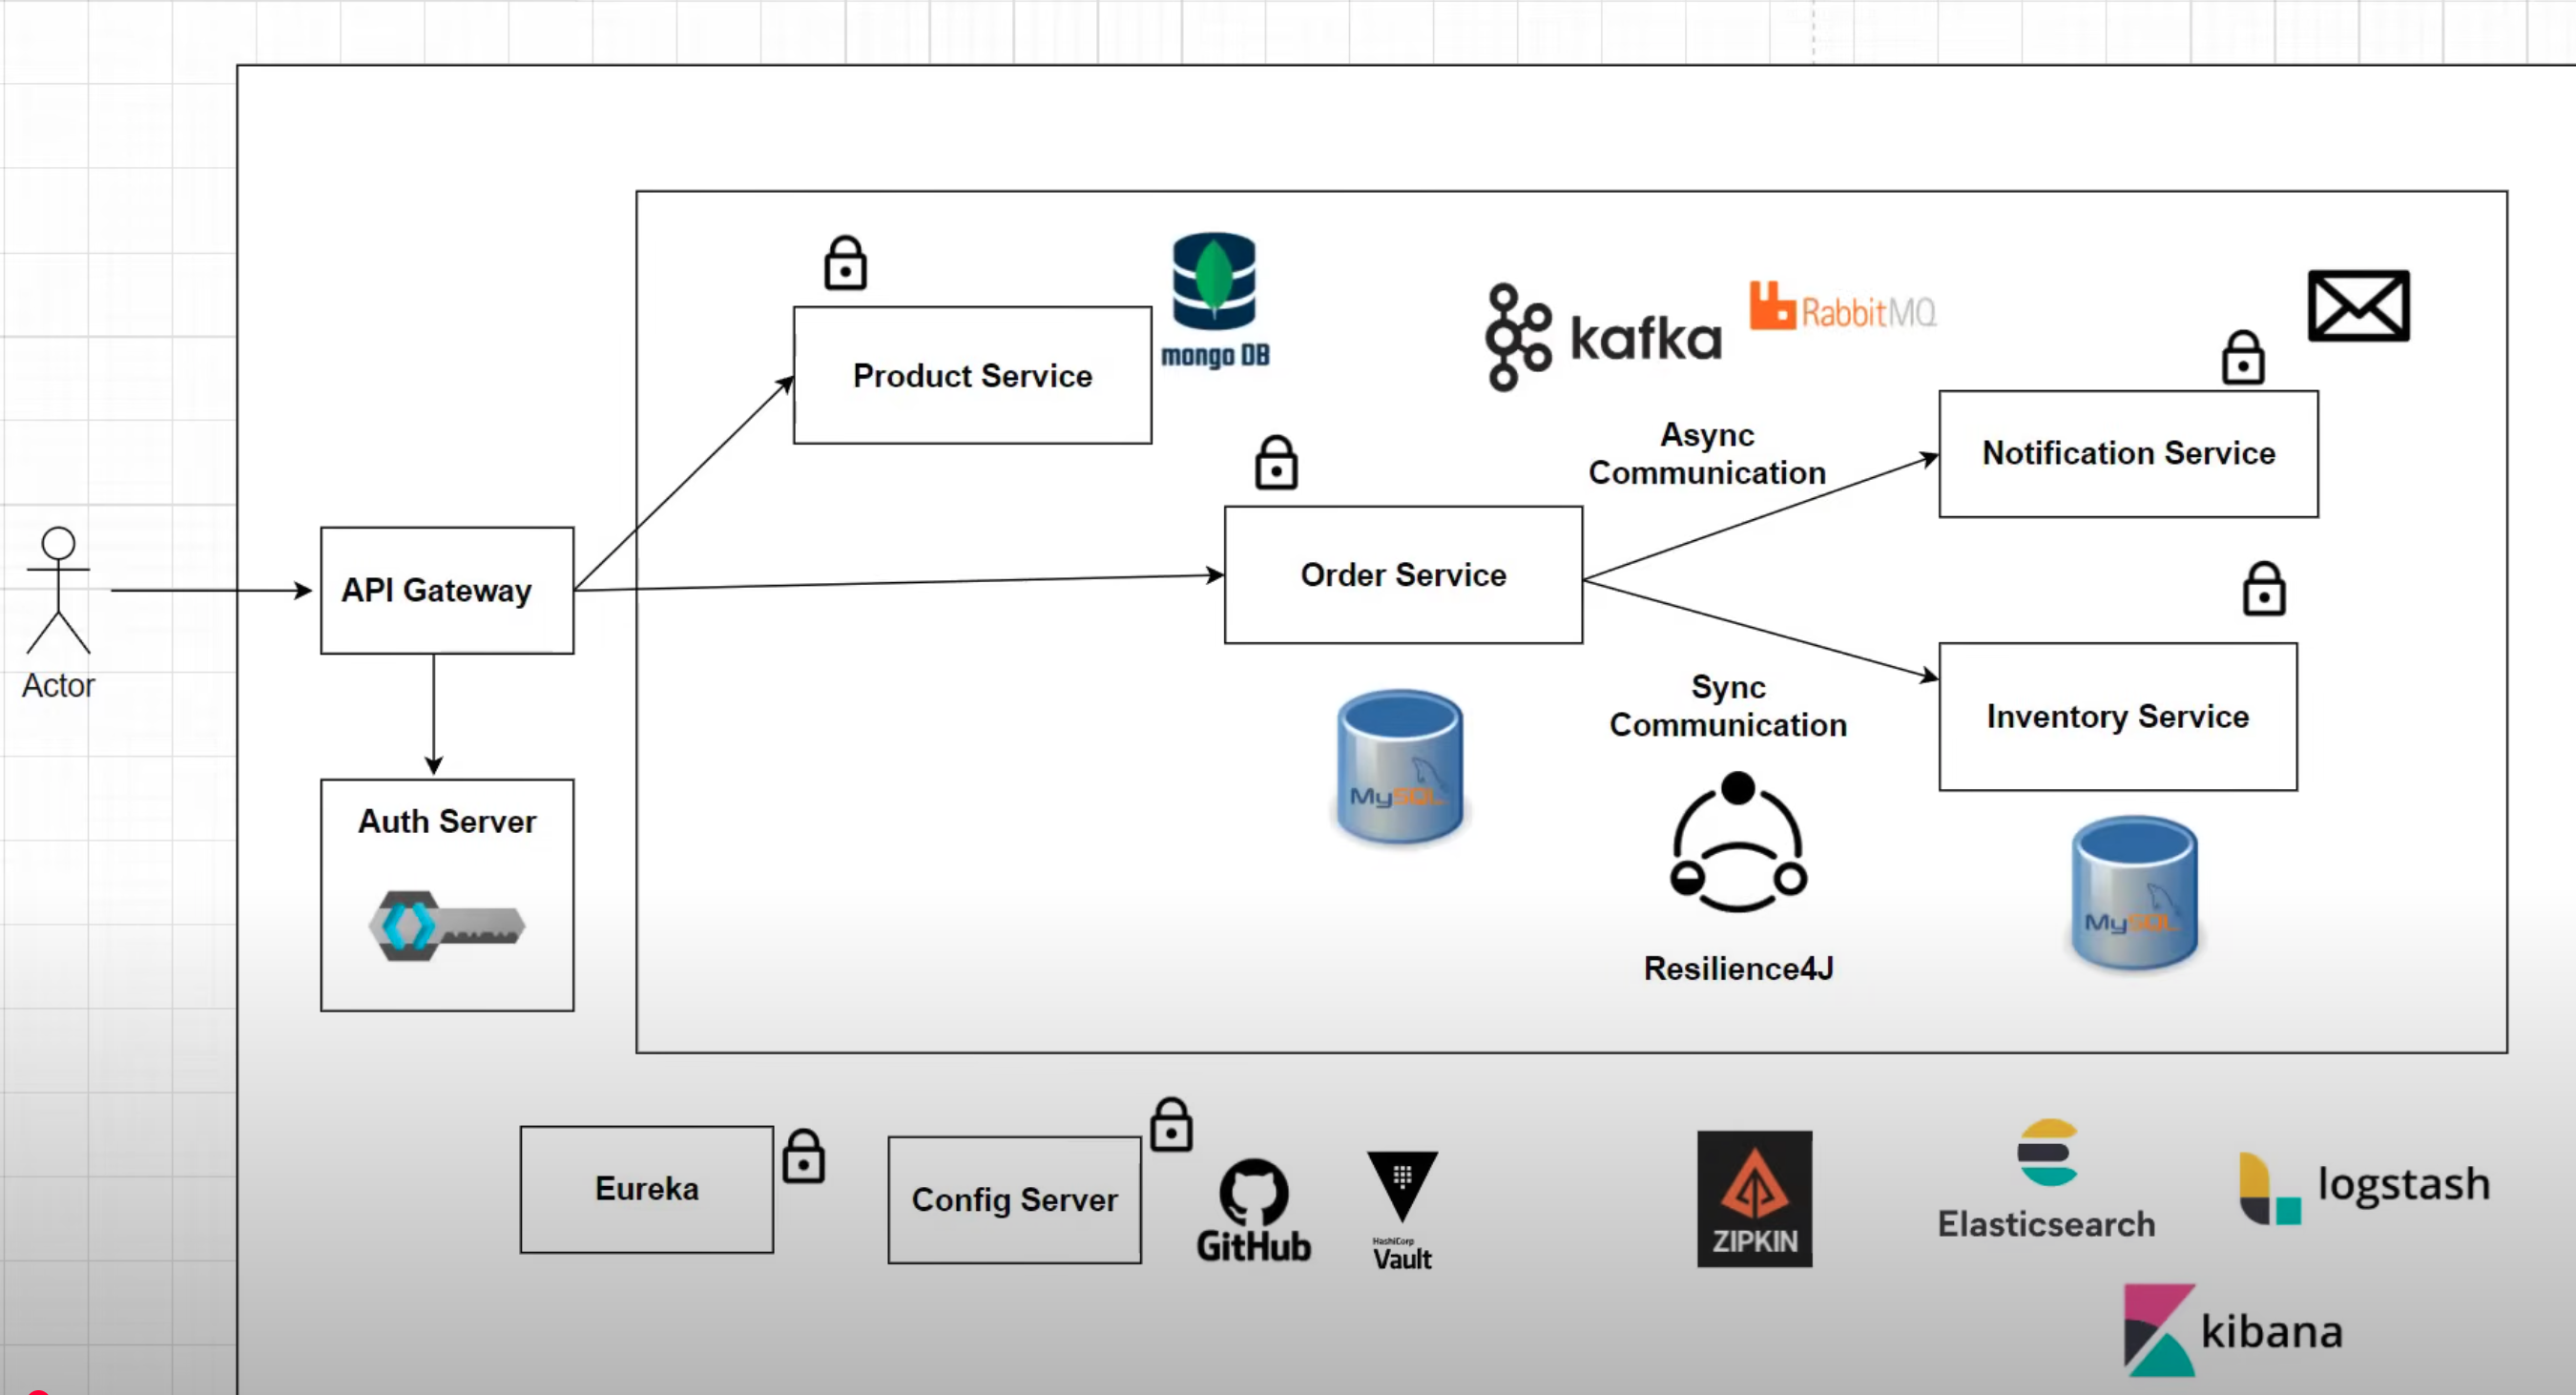 mongo DB
kafka
RabbitMQ
Product Service
Async
Communication
Notification Service
API Gateway
Order Service
Actor
Sync
Communication
Inventory Service
MySQL
Auth Server
MySQL
Resilience4J
Eureka
Config Server
GitHub
HashiCorp
Vault
ZIPKIN
Elasticsearch
logstash
kibana